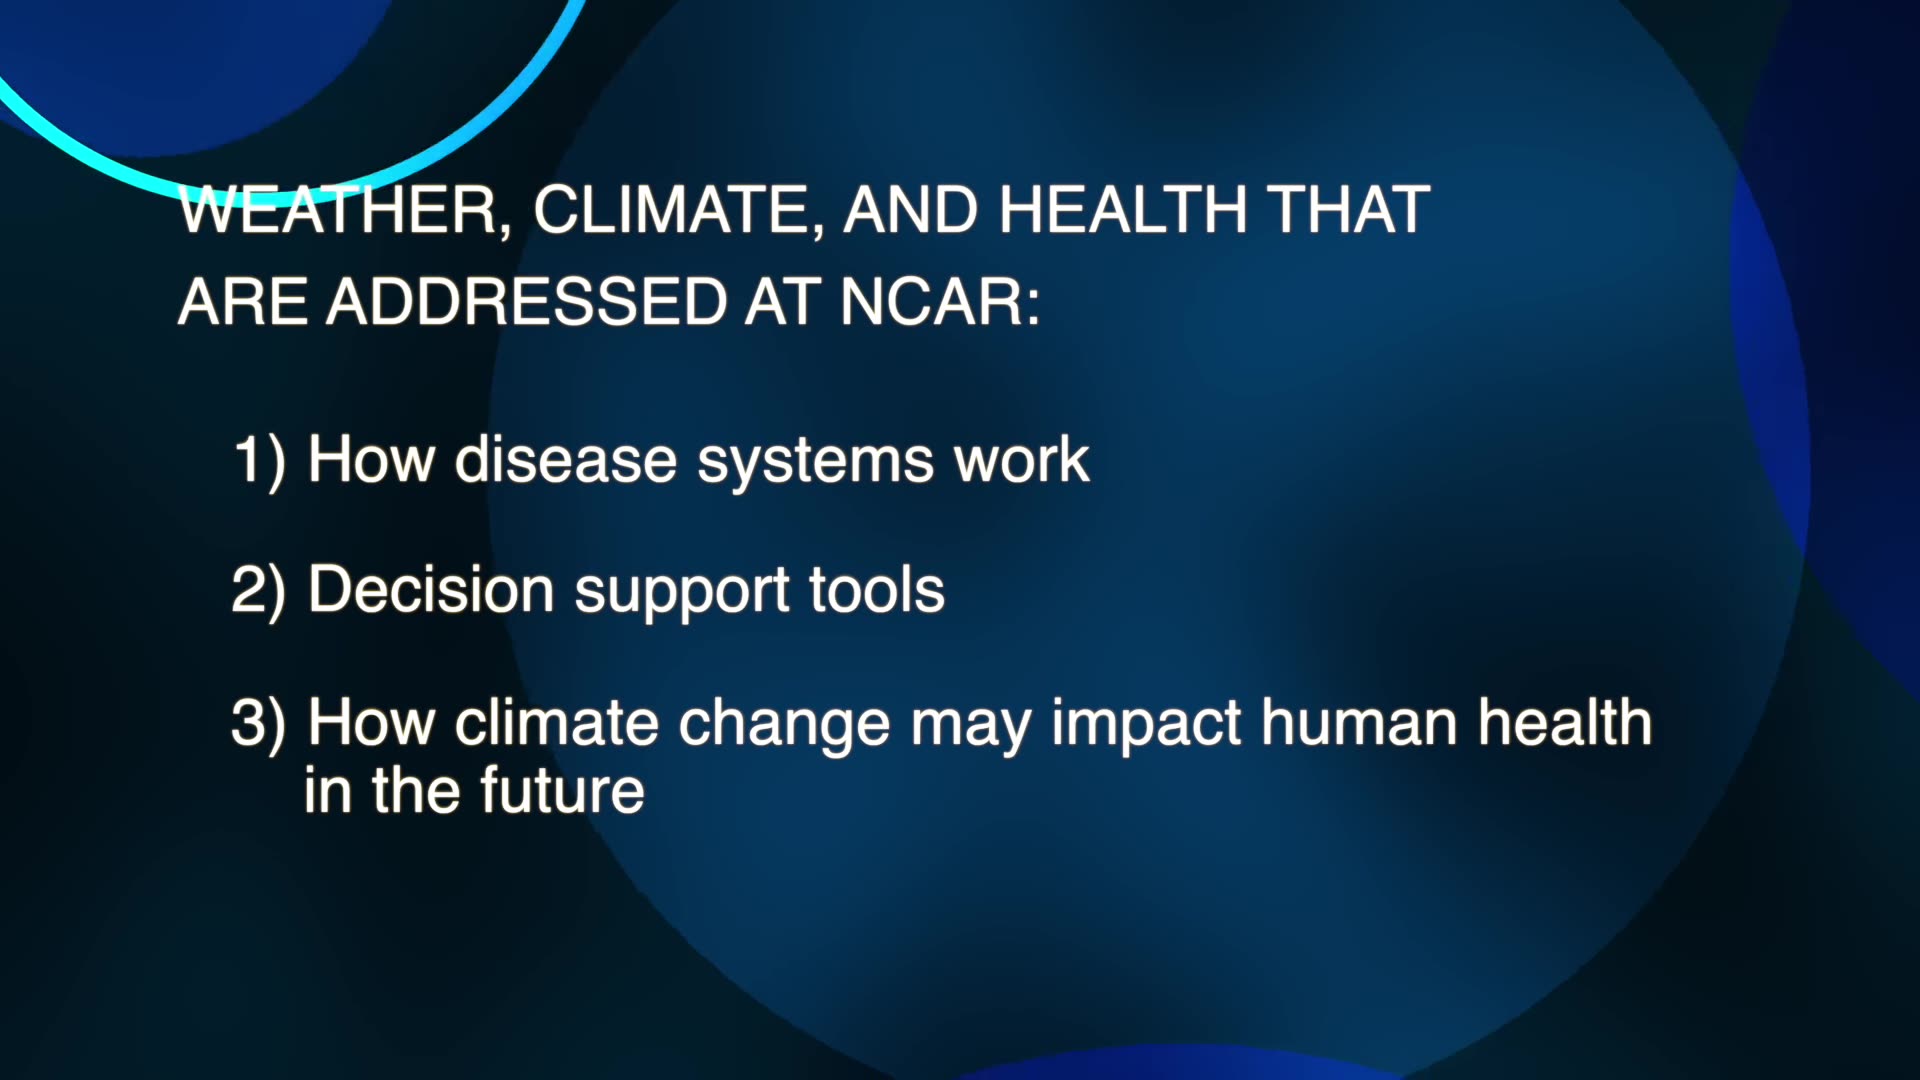 WEATHER, CLIMATE, AND HEALTH THAT
ARE ADDRESSED AT NCAR:
1) How disease systems work
2) Decision support tools
3) How climate change may impact human health
in the future